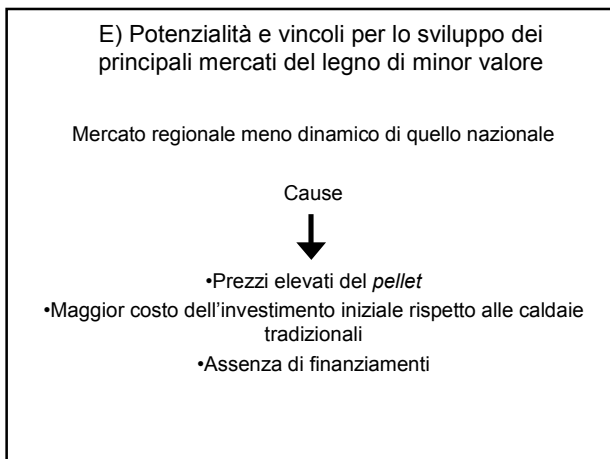 E) Potenzialità e vincoli per lo sviluppo dei
principali mercati del legno di minor valore
Mercato regionale meno dinamico di quello nazionale
Cause
•Prezzi elevati del pellet
•Maggior costo dell’investimento iniziale rispetto alle caldaie
tradizionali
•Assenza di finanziamenti